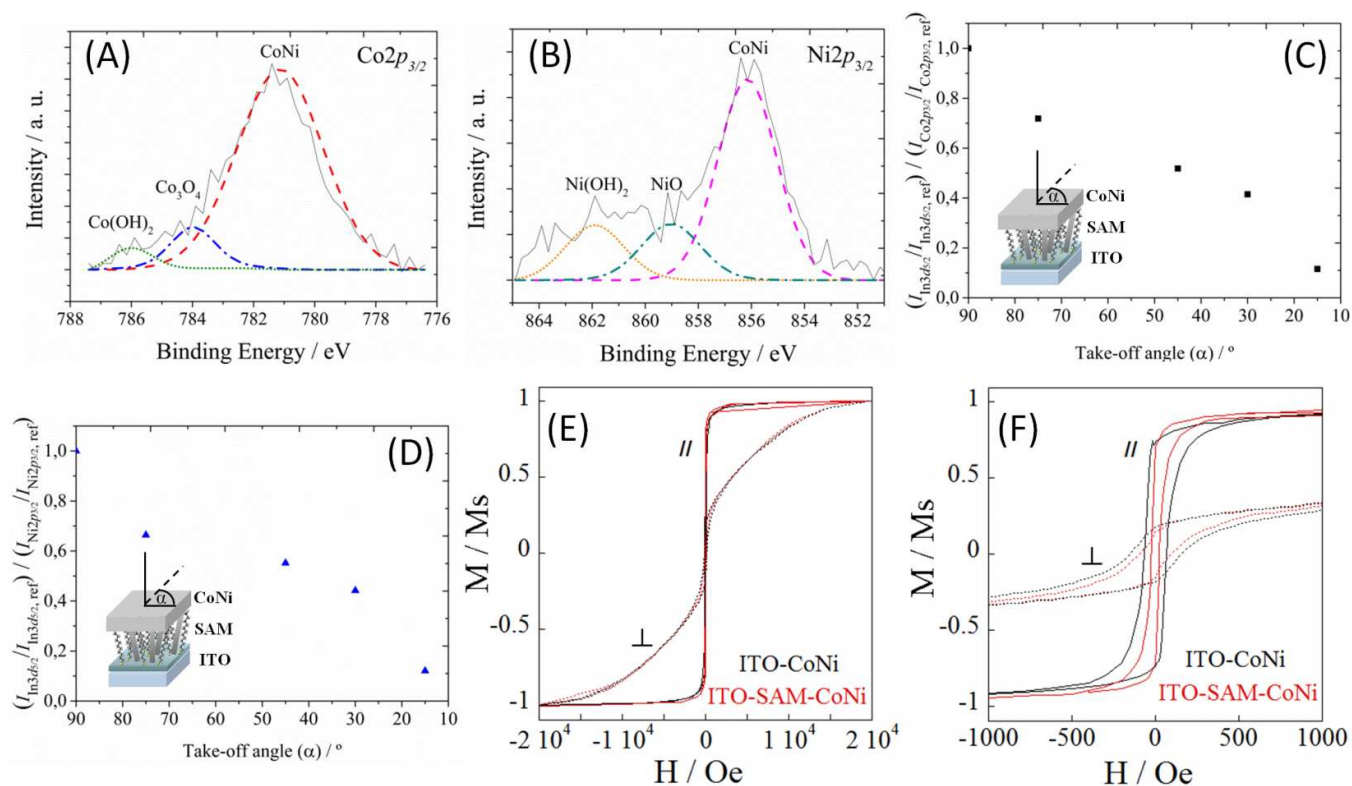 (A)
Co2p3/2
CoNi
Co3O4
Co(OH)2
Intensity / a. u.
788 786 784 782 780 778 776
Binding Energy / eV
(B)
Ni2p3/2
CoNi
Ni(OH)2
NiO
Intensity / a. u.
864 862 860 858 856 854 852
Binding Energy / eV
(C)
(IIn3d5/2/IIn3d5/2, ref) / (ICo2p3/2/ICo2p3/2, ref)
1,0
0,8
0,6
0,4
0,2
0,0
α
CoNi
SAM
ITO
90 80 70 60 50 40 30 20 10
Take-off angle (α) / º
(D)
(IIn3d5/2/IIn3d5/2, ref) / (INi2p3/2/INi2p3/2, ref)
1,0
0,8
0,6
0,4
0,2
0,0
α
CoNi
SAM
ITO
90 80 70 60 50 40 30 20 10
Take-off angle (α) / º
(E)
M / Ms
1
0.5
0
-0.5
-1
//
⊥
ITO-CoNi
ITO-SAM-CoNi
-2 10^4 -1 10^4 0 1 10^4 2 10^4
H / Oe
(F)
M / Ms
1
0.5
0
-0.5
-1
//
⊥
ITO-CoNi
ITO-SAM-CoNi
-1000 -500 0 500 1000
H / Oe